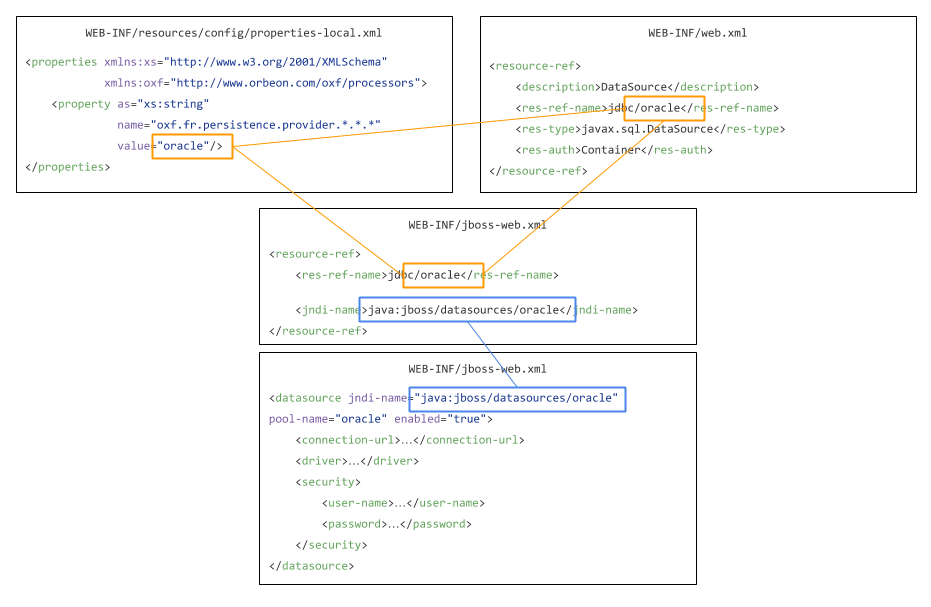 WEB-INF/resources/config/properties-local.xml
<properties xmlns:xs="http://www.w3.org/2001/XMLSchema"
xmlns:oxf="http://www.orbeon.com/oxf/processors">
<property as="xs:string"
name="oxf.fr.persistence.provider.*.*.*"
value="oracle"/>
</properties>
WEB-INF/web.xml
<resource-ref>
<description>DataSource</description>
<res-ref-name>jdbc/oracle</res-ref-name>
<res-type>javax.sql.DataSource</res-type>
<res-auth>Container</res-auth>
</resource-ref>
WEB-INF/jboss-web.xml
<resource-ref>
<res-ref-name>jdbc/oracle</res-ref-name>
<jndi-name>java:jboss/datasources/oracle</jndi-name>
</resource-ref>
WEB-INF/jboss-web.xml
<datasource jndi-name="java:jboss/datasources/oracle"
pool-name="oracle" enabled="true">
<connection-url>…</connection-url>
<driver>…</driver>
<security>
<user-name>…</user-name>
<password>…</password>
</security>
</datasource>